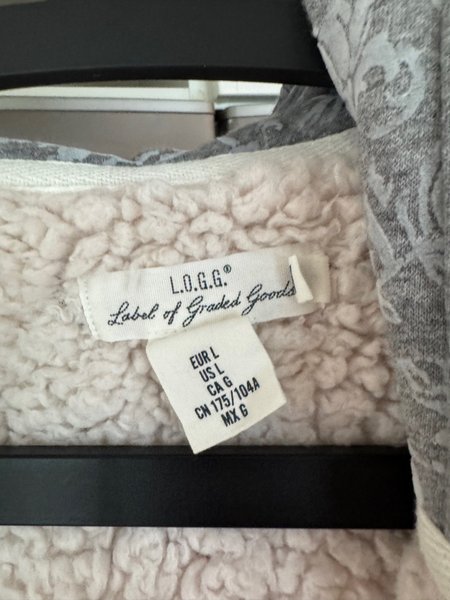 L.O.G.G.®
Label of Graded Goods
EUR L
US L
CA G
CN 175/104A
MX G